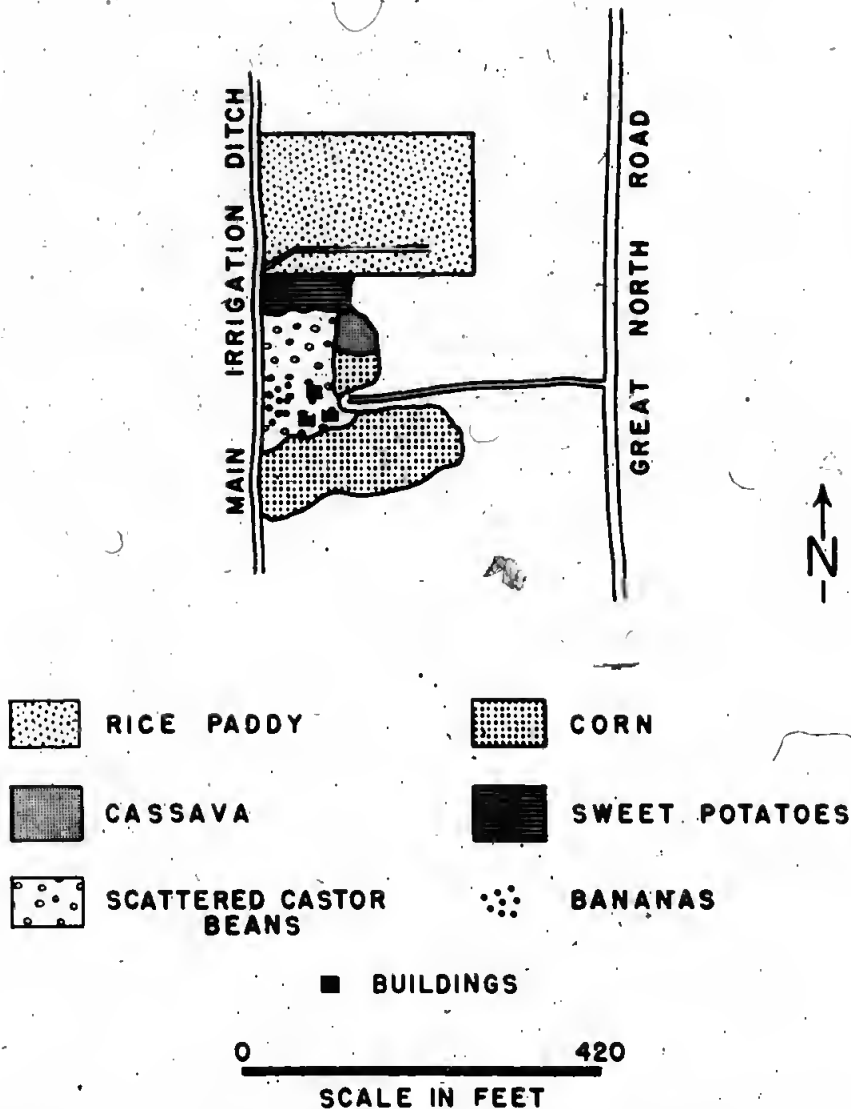 MAIN IRRIGATION DITCH
GREAT NORTH ROAD
N
RICE PADDY
CORN
CASSAVA
SWEET POTATOES
SCATTERED CASTOR
BEANS
BANANAS
BUILDINGS
0 420
SCALE IN FEET